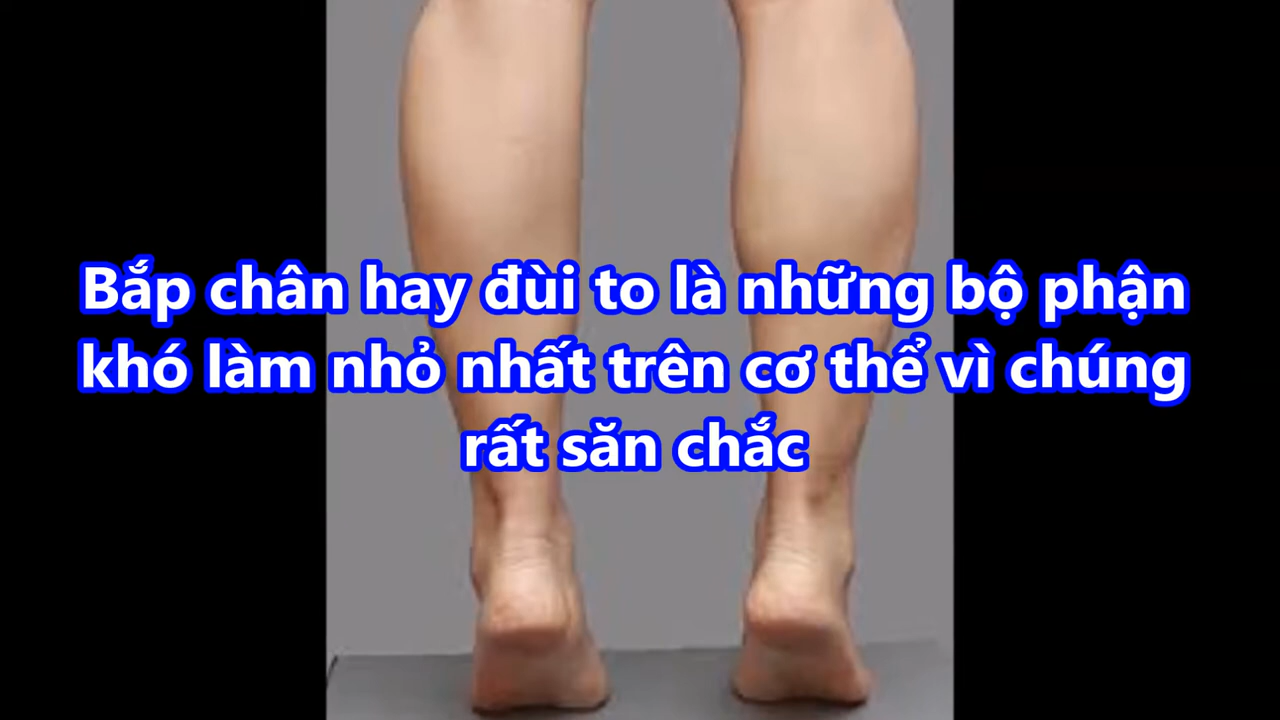 Bắp chân hay đùi to là những bộ phận
khó làm nhỏ nhất trên cơ thể vì chúng
rất săn chắc